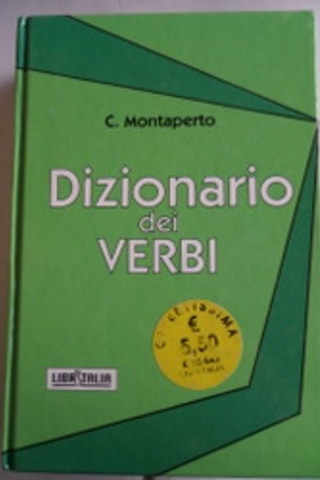 C. Montaperto
Dizionario
dei
VERBI
€
5,50
LIBRITALIA